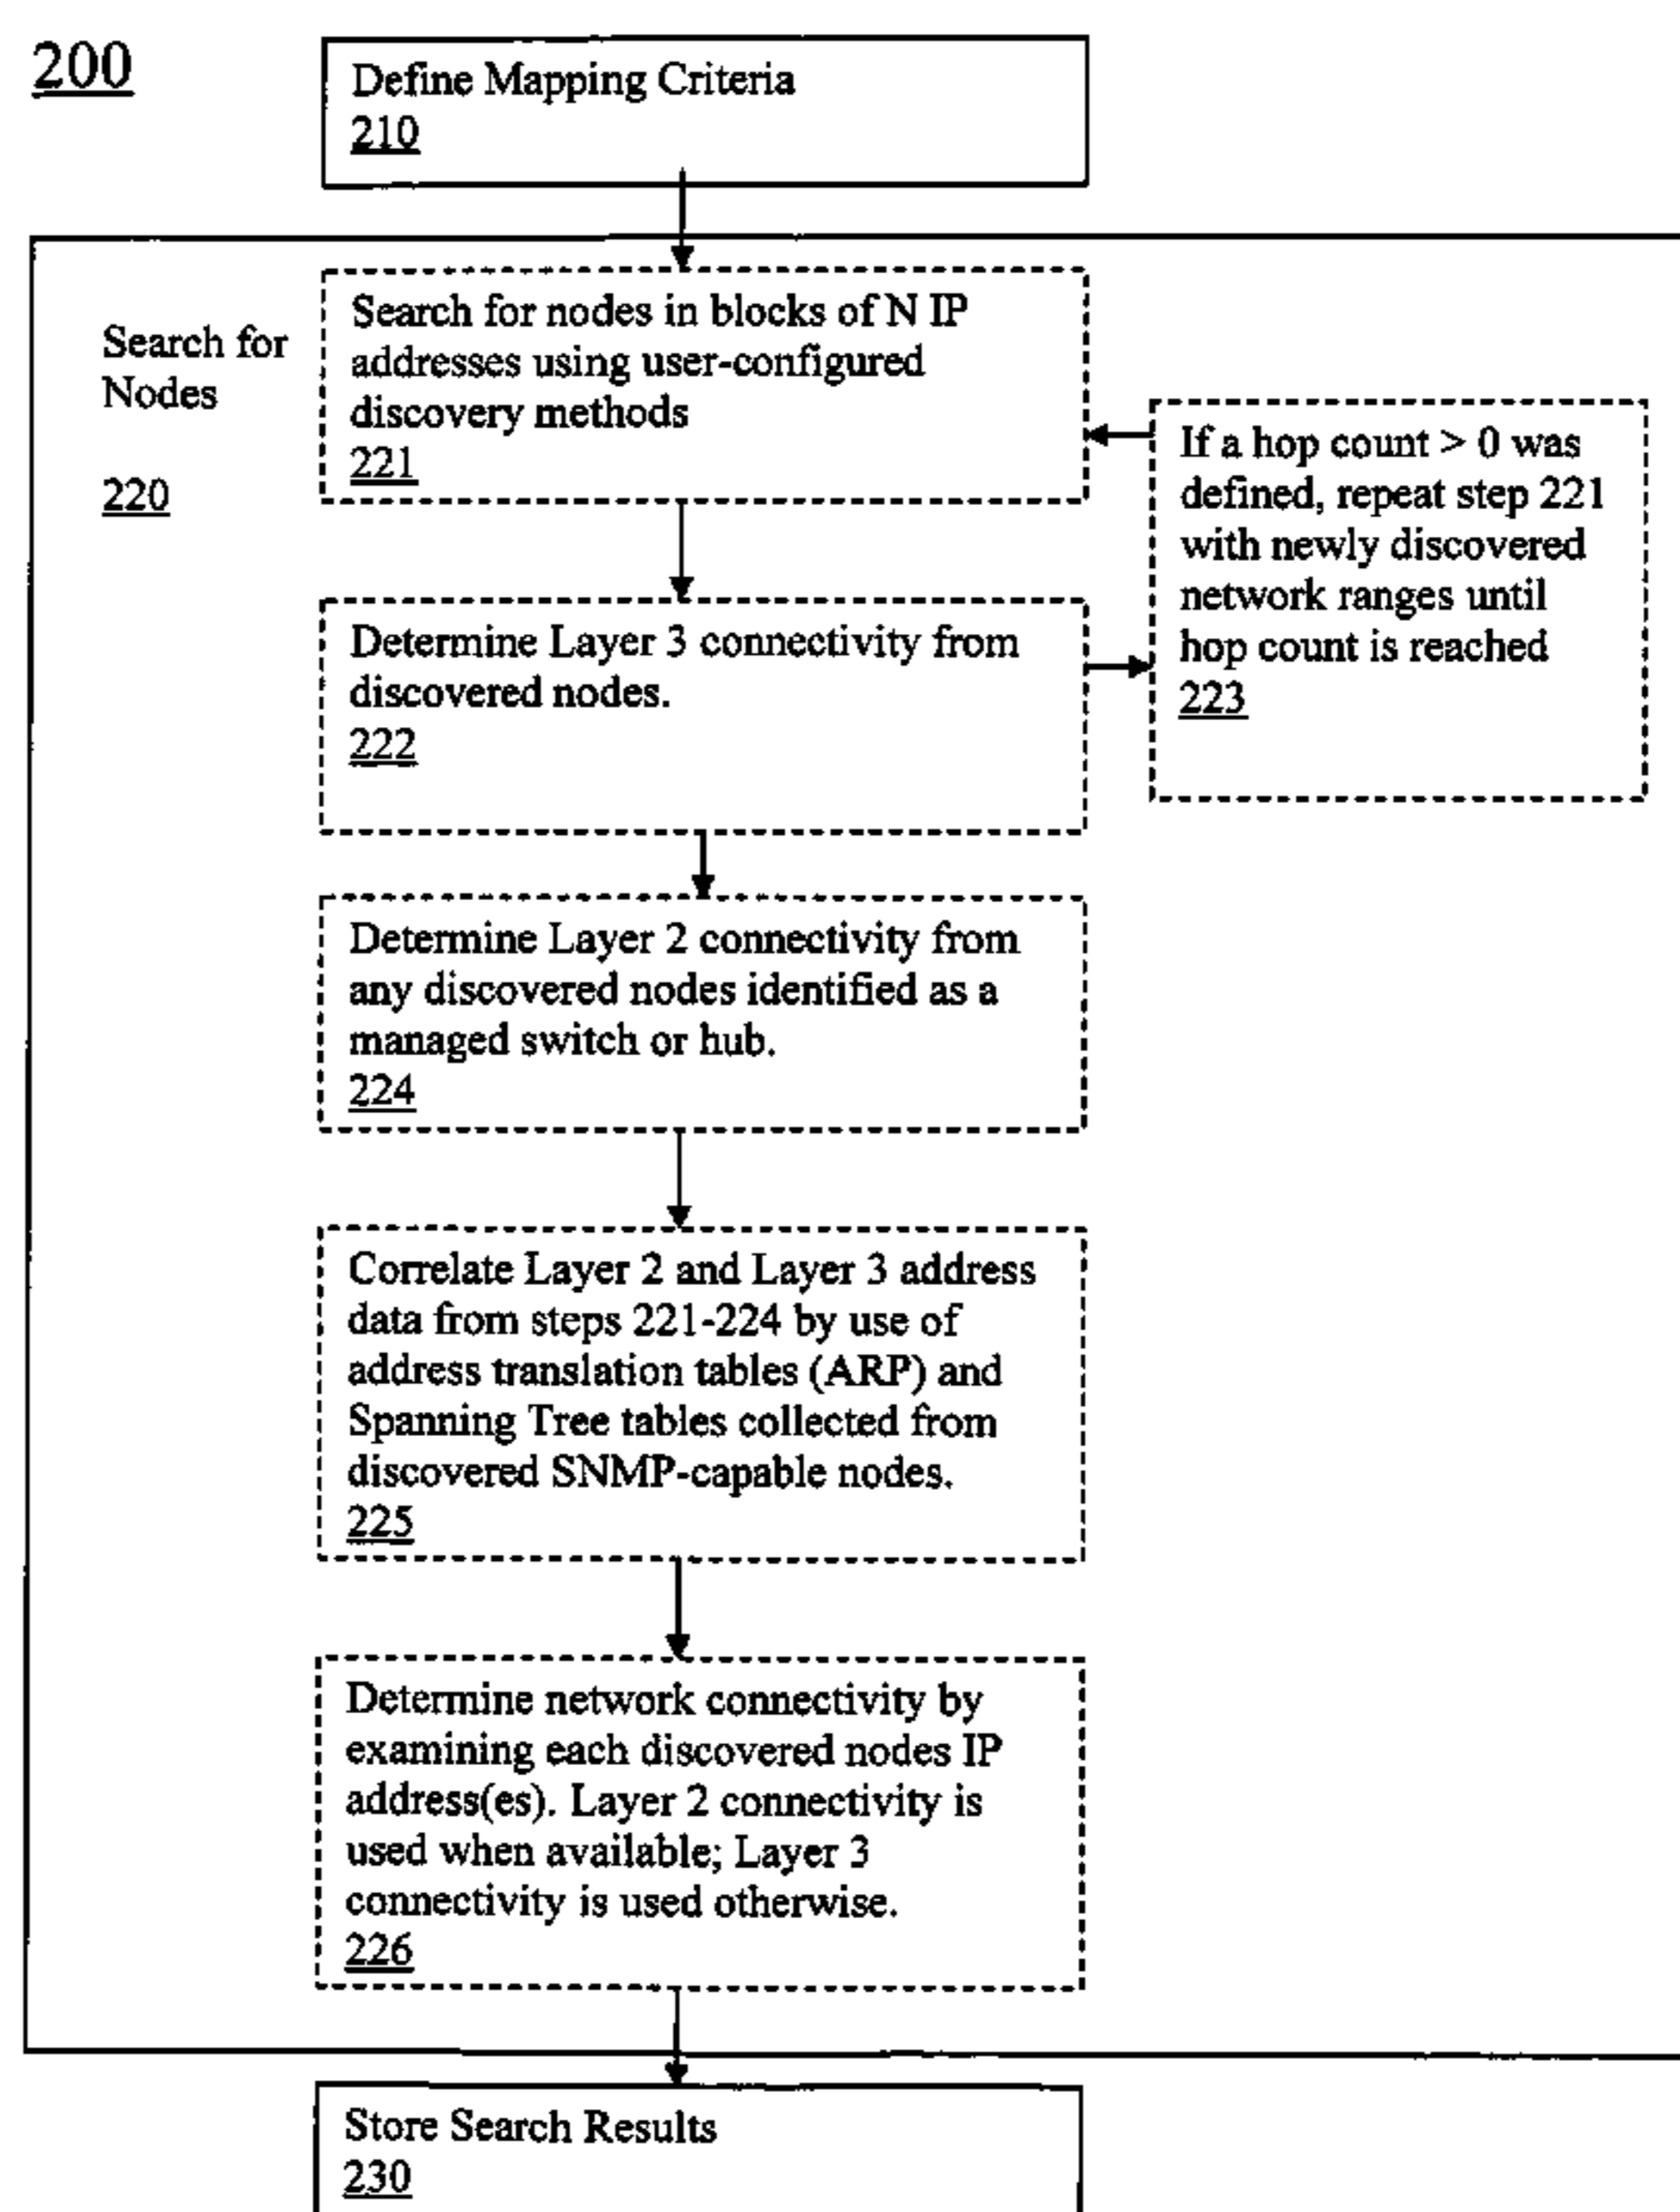 200
Define Mapping Criteria
210
Search for
Nodes
220
Search for nodes in blocks of N IP
addresses using user-configured
discovery methods
221
If a hop count > 0 was
defined, repeat step 221
with newly discovered
network ranges until
hop count is reached
223
Determine Layer 3 connectivity from
discovered nodes.
222
Determine Layer 2 connectivity from
any discovered nodes identified as a
managed switch or hub.
224
Correlate Layer 2 and Layer 3 address
data from steps 221-224 by use of
address translation tables (ARP) and
Spanning Tree tables collected from
discovered SNMP-capable nodes.
225
Determine network connectivity by
examining each discovered nodes IP
address(es). Layer 2 connectivity is
used when available; Layer 3
connectivity is used otherwise.
226
Store Search Results
230